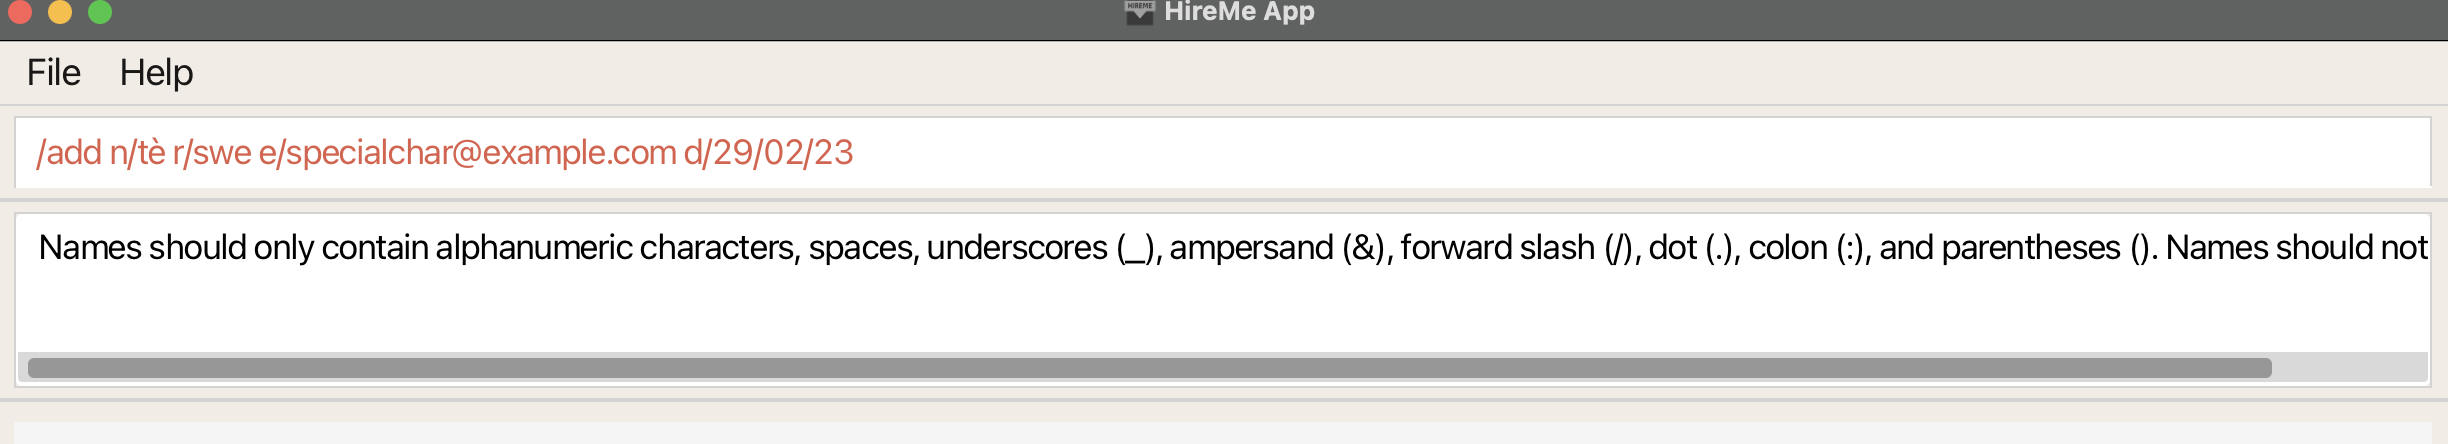 HIREME HireMe App
File Help
/add n/tè r/swe e/specialchar@example.com d/29/02/23
Names should only contain alphanumeric characters, spaces, underscores (_), ampersand (&), forward slash (/), dot (.), colon (:), and parentheses (). Names should not